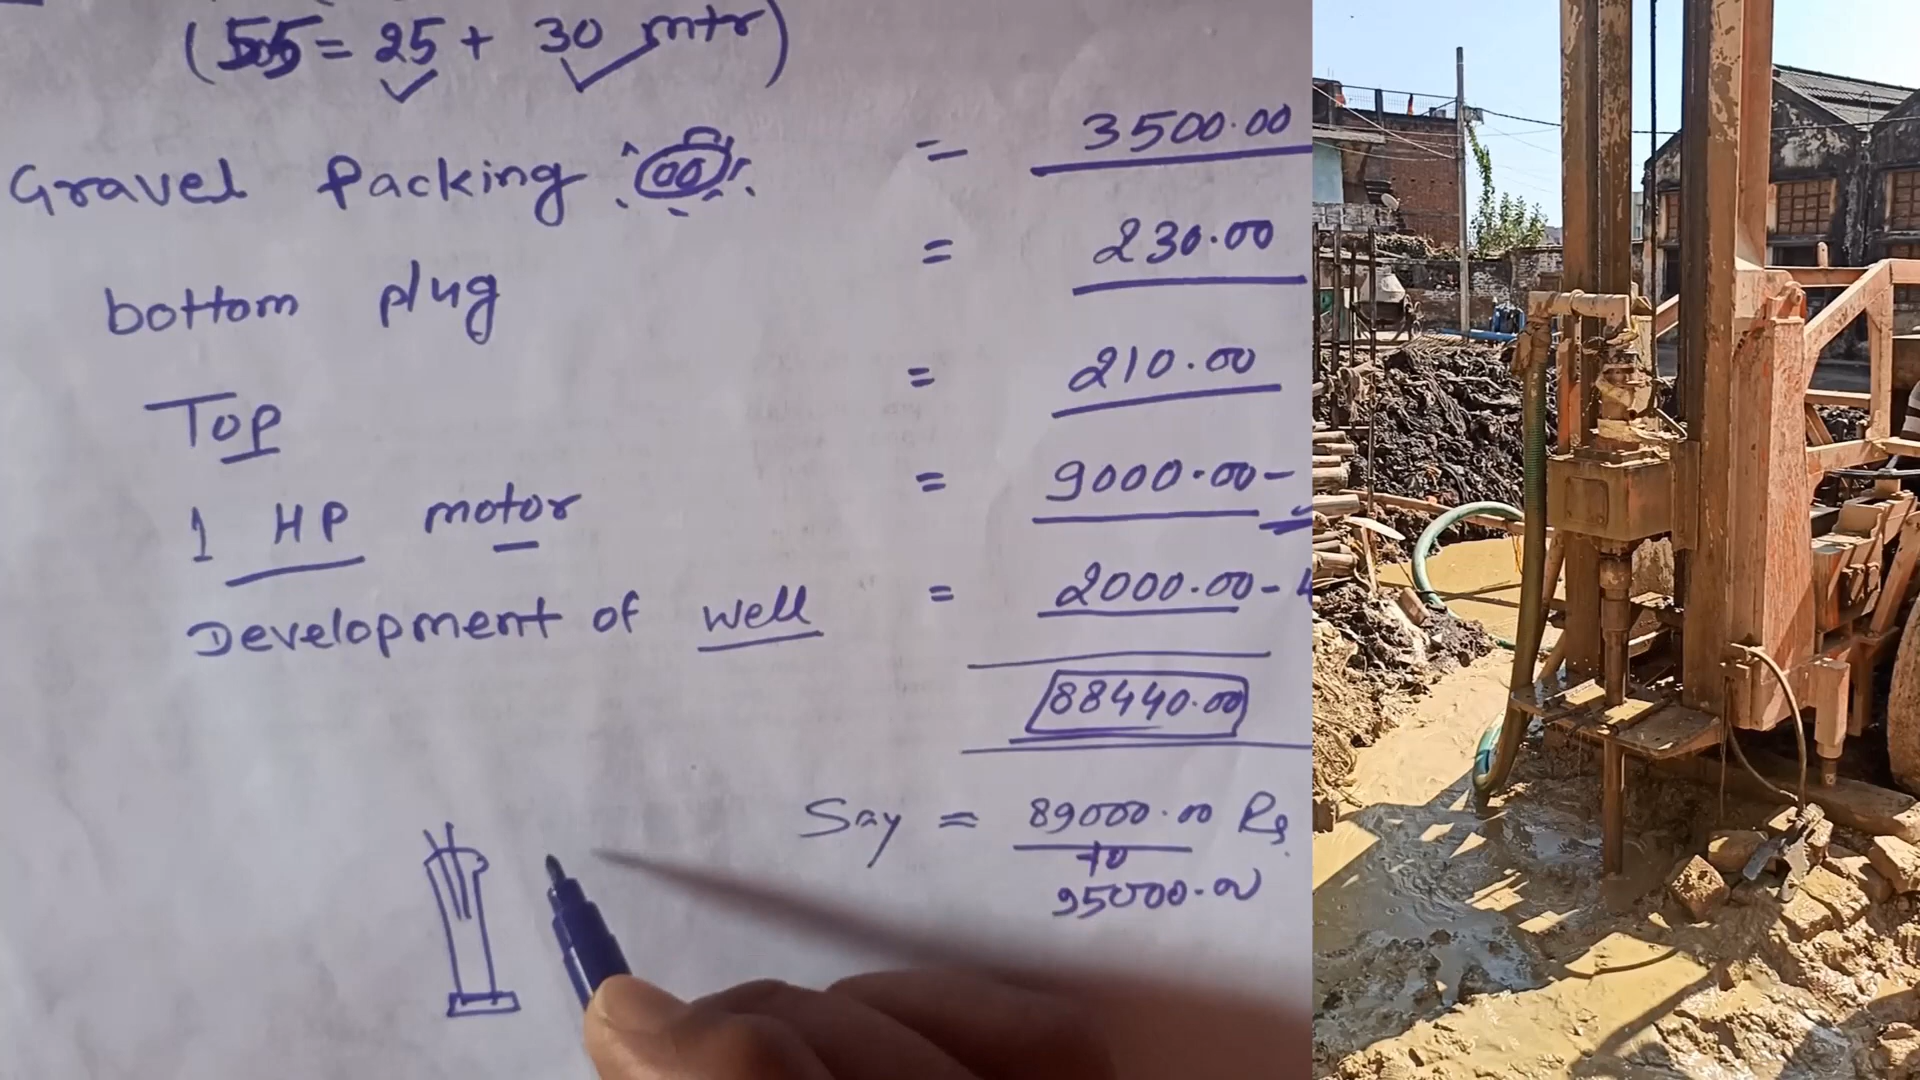 (55 = 25 + 30 mtr)
Gravel Packing = 3500.00
bottom plug = 230.00
Top = 210.00
1 HP motor = 9000.00-
Development of well = 2000.00-
88440.00
Say = 89000.00 Rs.
to
95000.00